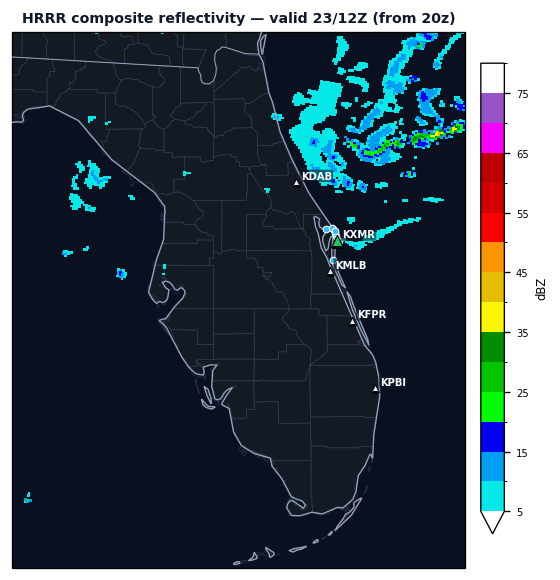 HRRR composite reflectivity — valid 23/12Z (from 20z)
KDAB
KXMR
KMLB
KFPR
KPBI
75
65
55
45
35
25
15
5
dBZ